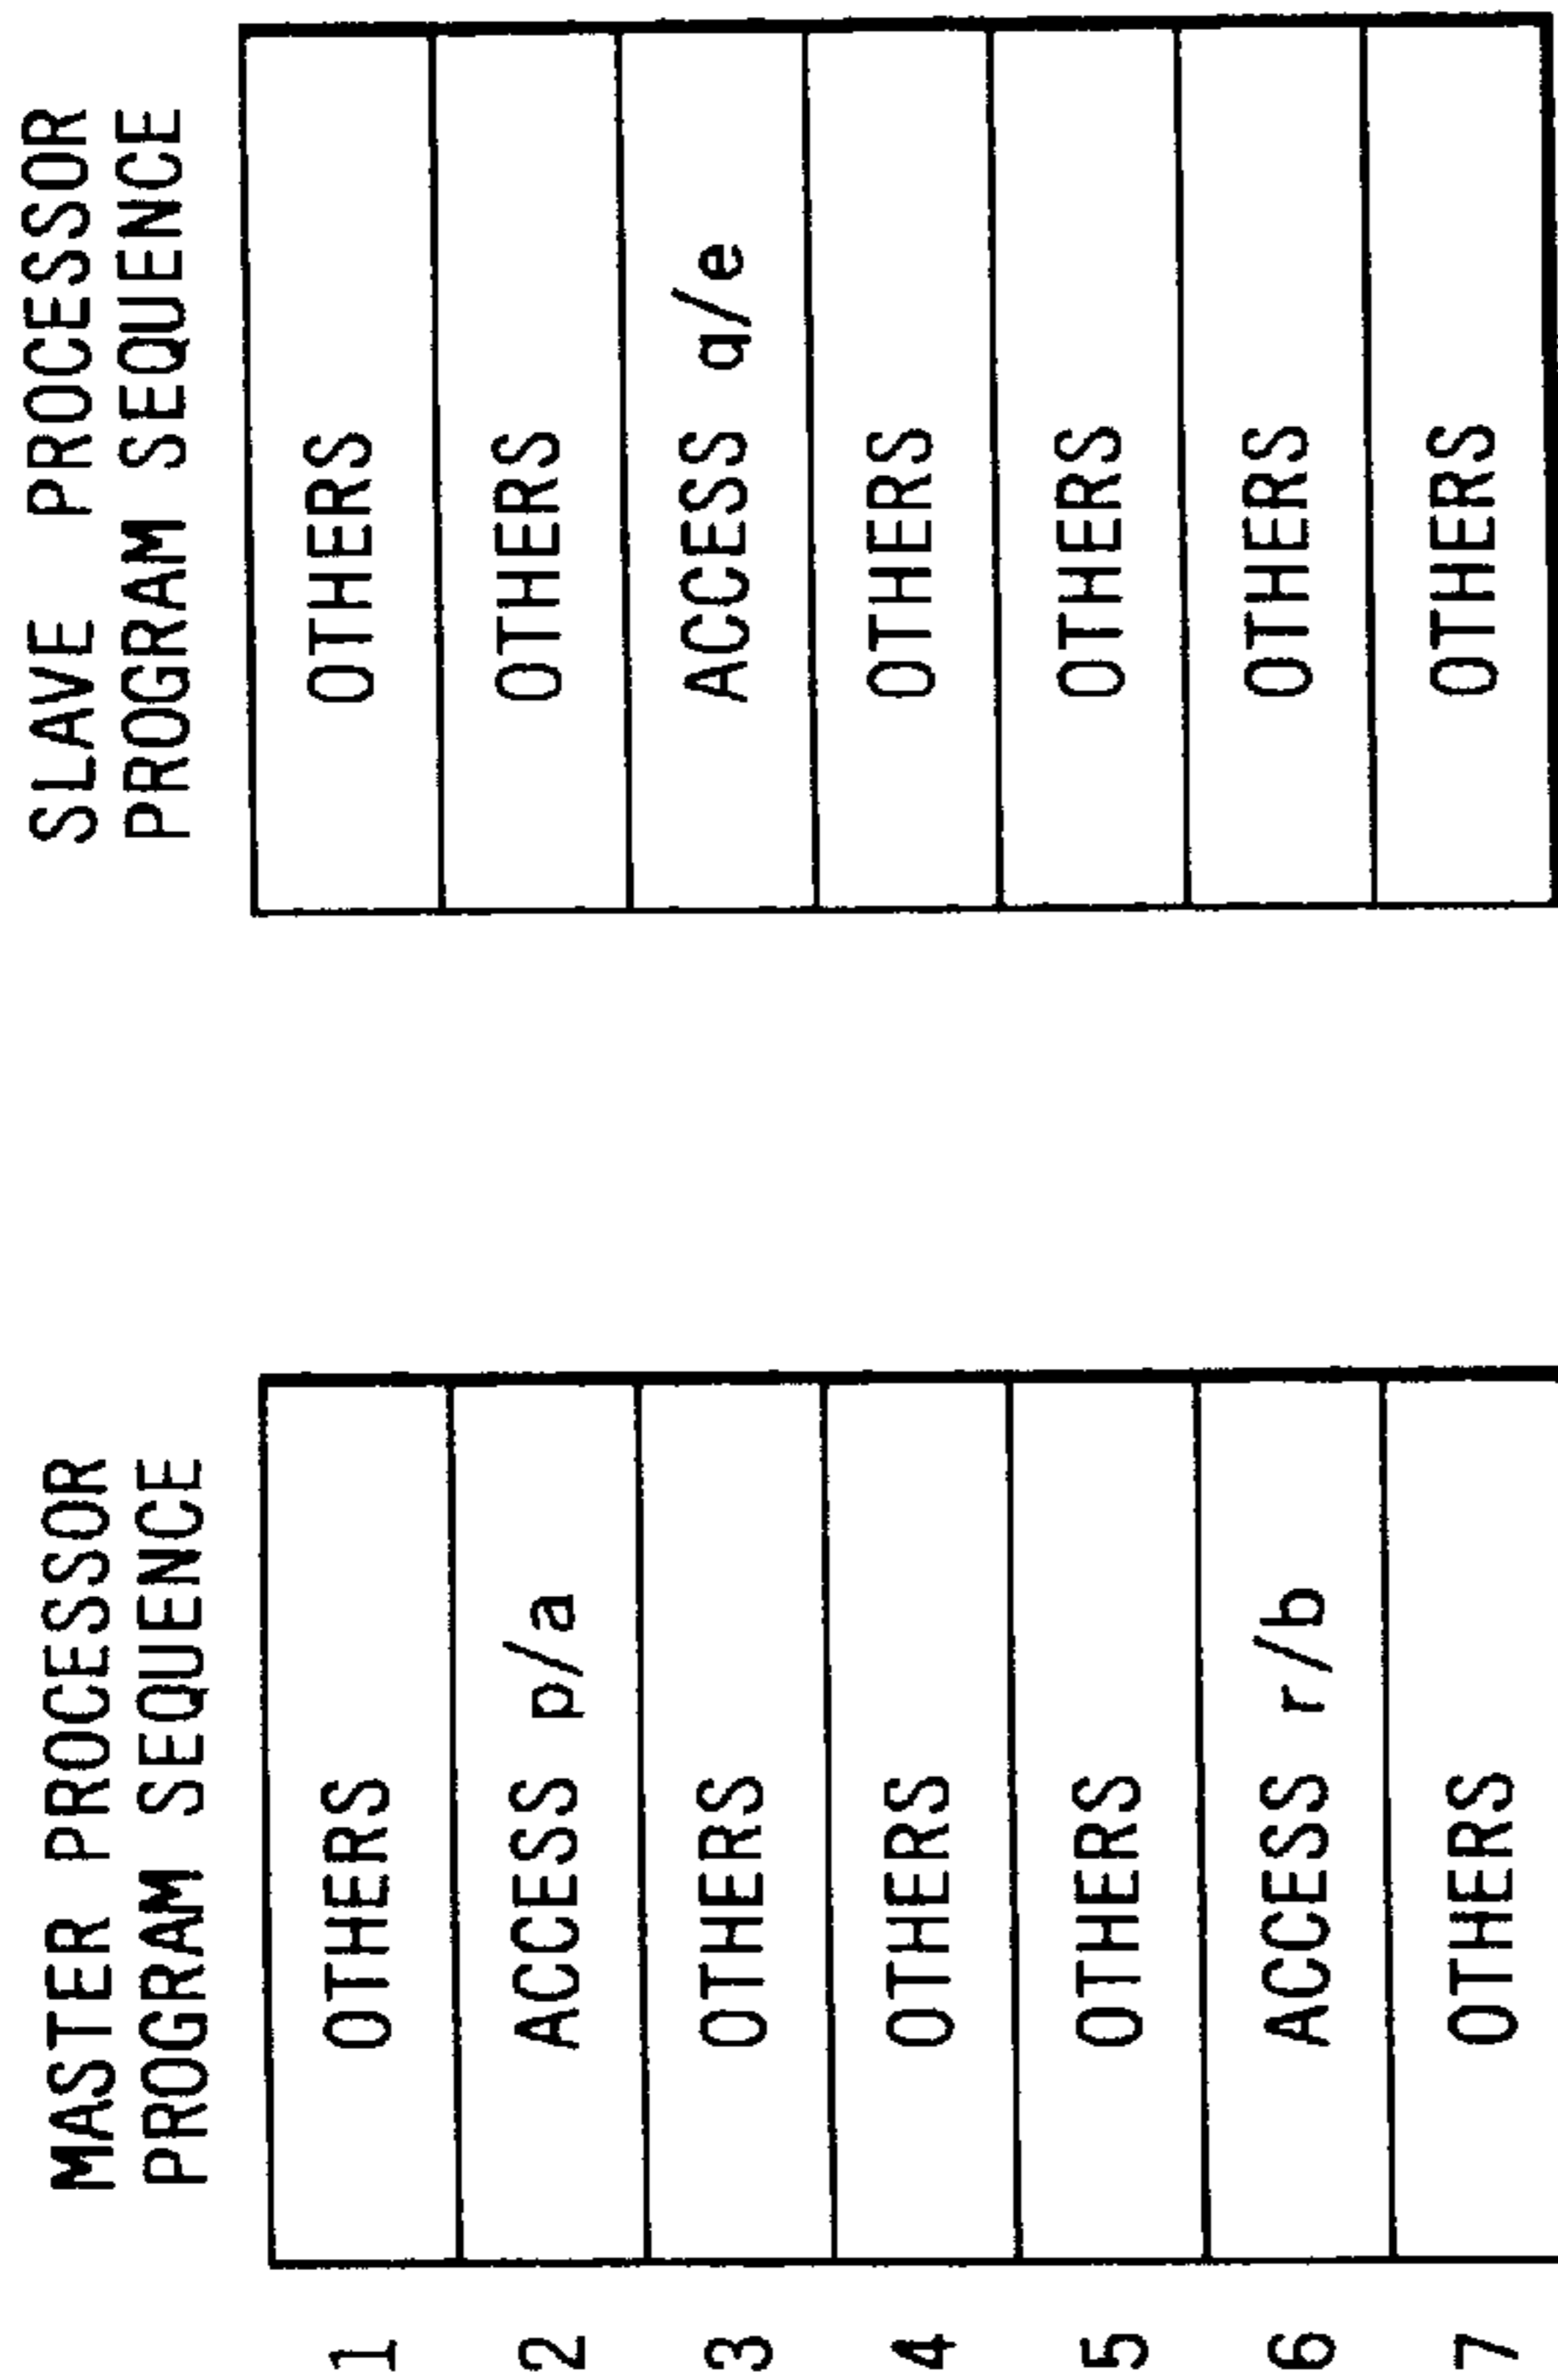 MASTER PROCESSOR
PROGRAM SEQUENCE
SLAVE PROCESSOR
PROGRAM SEQUENCE
1 OTHERS OTHERS
2 ACCESS p/a OTHERS
3 OTHERS ACCESS q/e
4 OTHERS OTHERS
5 OTHERS OTHERS
6 ACCESS r/b OTHERS
7 OTHERS OTHERS